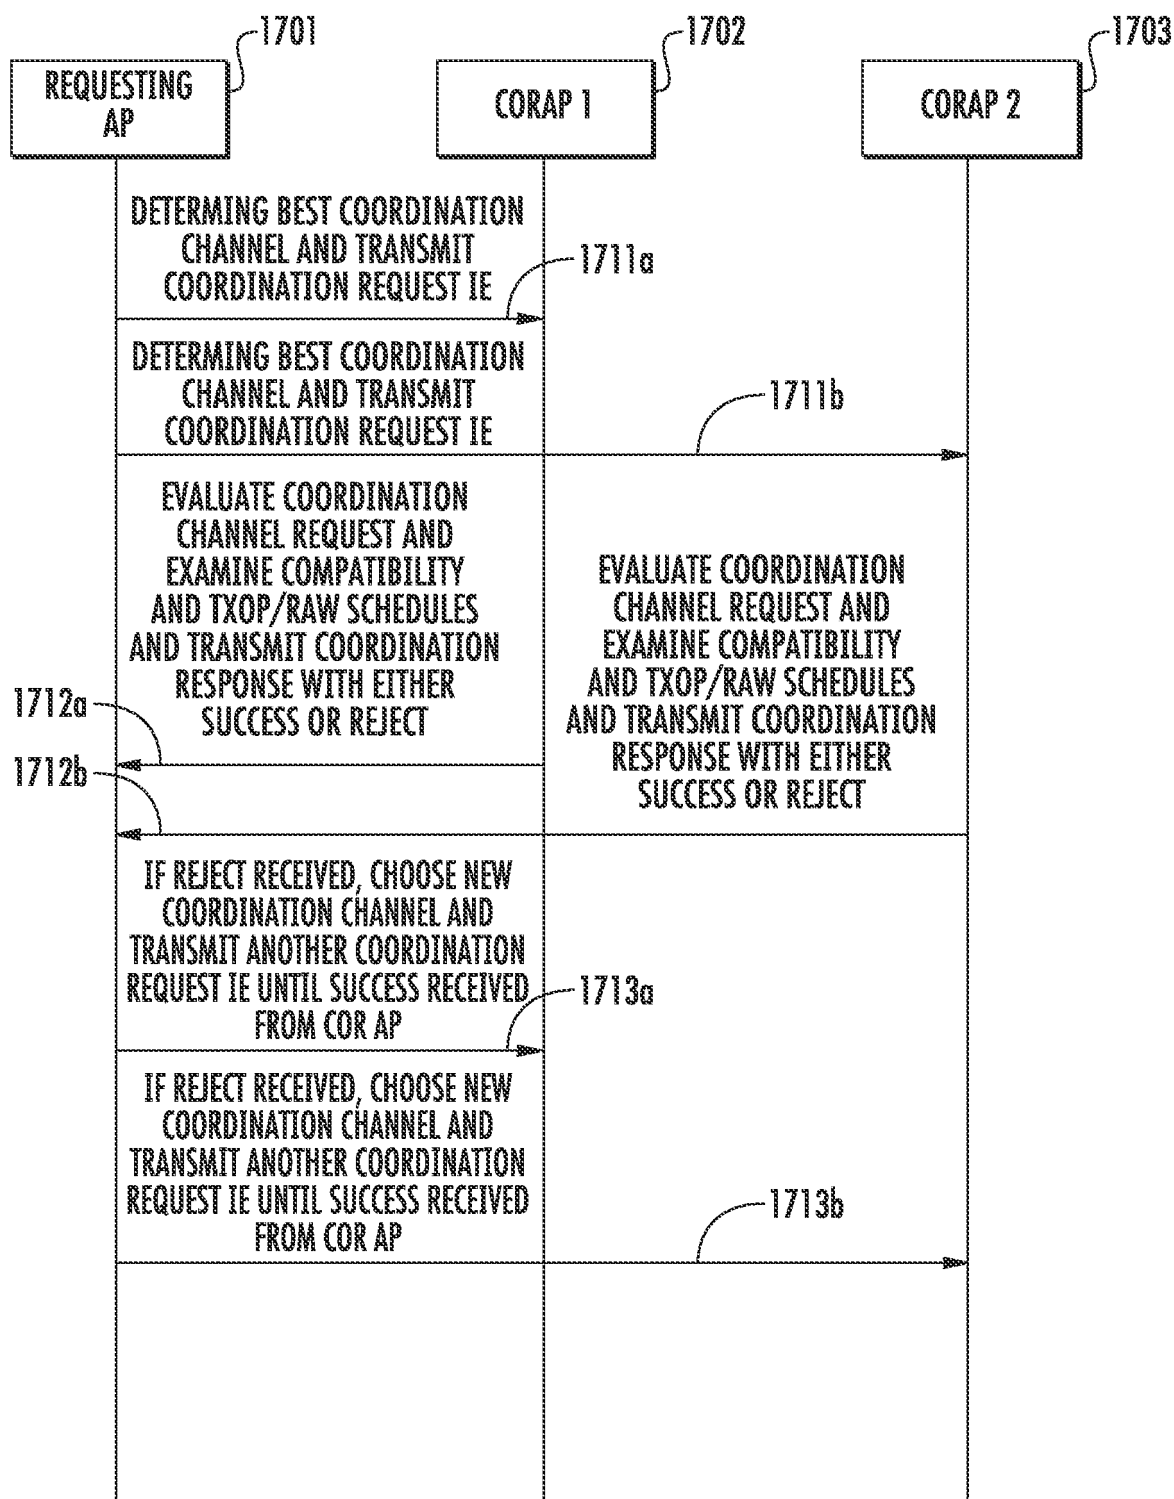 1701
1702
1703
REQUESTING
AP
CORAP 1
CORAP 2
DETERMING BEST COORDINATION
CHANNEL AND TRANSMIT
COORDINATION REQUEST IE
1711a
DETERMING BEST COORDINATION
CHANNEL AND TRANSMIT
COORDINATION REQUEST IE
1711b
EVALUATE COORDINATION
CHANNEL REQUEST AND
EXAMINE COMPATIBILITY
AND TXOP/RAW SCHEDULES
AND TRANSMIT COORDINATION
RESPONSE WITH EITHER
SUCCESS OR REJECT
1712a
EVALUATE COORDINATION
CHANNEL REQUEST AND
EXAMINE COMPATIBILITY
AND TXOP/RAW SCHEDULES
AND TRANSMIT COORDINATION
RESPONSE WITH EITHER
SUCCESS OR REJECT
1712b
IF REJECT RECEIVED, CHOOSE NEW
COORDINATION CHANNEL AND
TRANSMIT ANOTHER COORDINATION
REQUEST IE UNTIL SUCCESS RECEIVED
FROM COR AP
1713a
IF REJECT RECEIVED, CHOOSE NEW
COORDINATION CHANNEL AND
TRANSMIT ANOTHER COORDINATION
REQUEST IE UNTIL SUCCESS RECEIVED
FROM COR AP
1713b